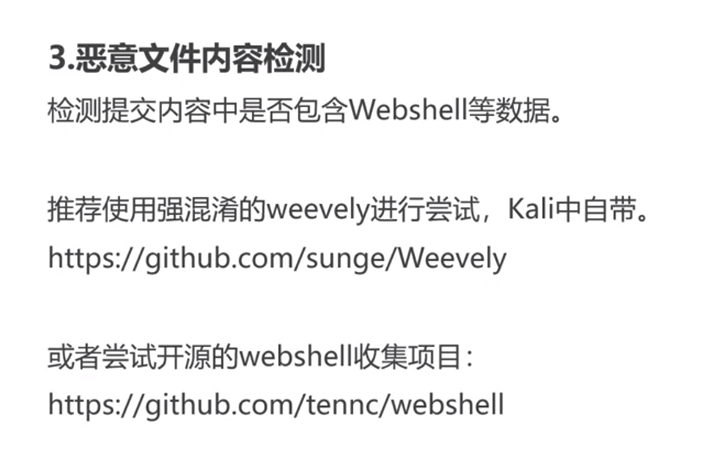 3.恶意文件内容检测
检测提交内容中是否包含Webshell等数据。
推荐使用强混淆的weevely进行尝试，Kali中自带。
https://github.com/sunge/Weevely
或者尝试开源的webshell收集项目：
https://github.com/tennc/webshell